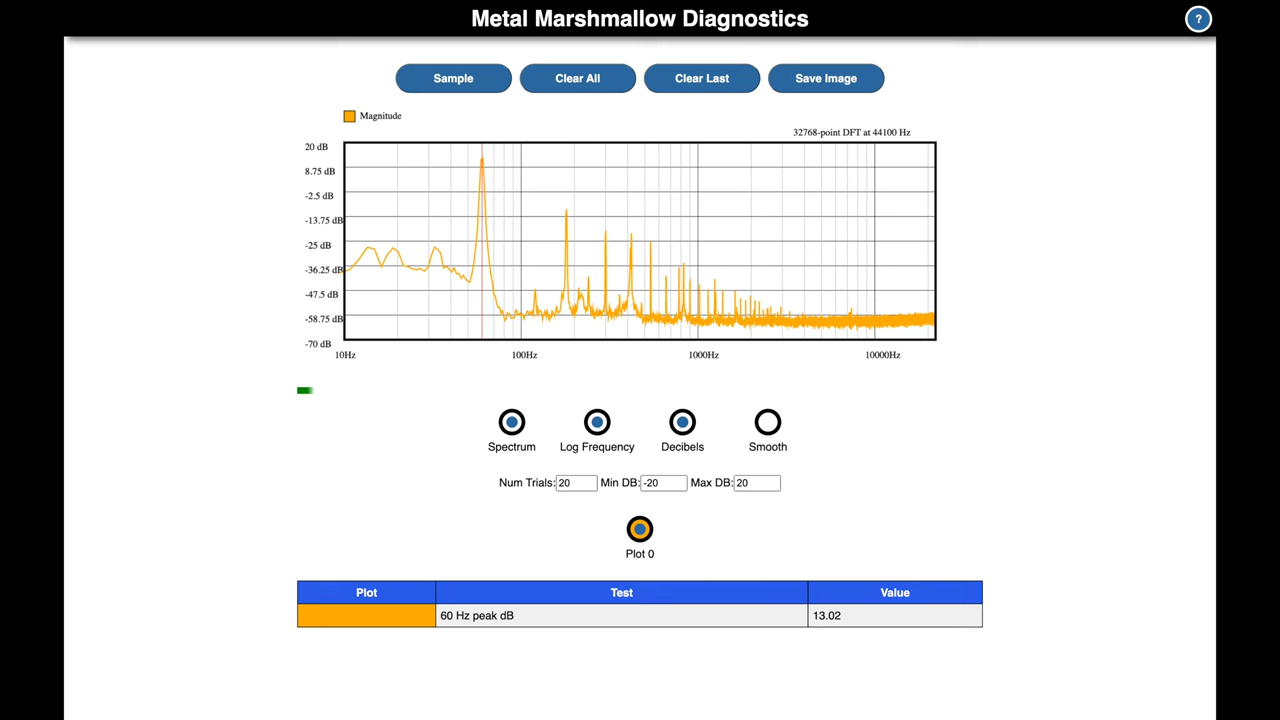 Metal Marshmallow Diagnostics
?
Sample Clear All Clear Last Save Image
Magnitude
32768-point DFT at 44100 Hz
20 dB
8.75 dB
-2.5 dB
-13.75 dB
-25 dB
-36.25 dB
-47.5 dB
-58.75 dB
-70 dB
10Hz 100Hz 1000Hz 10000Hz
Spectrum Log Frequency Decibels Smooth
Num Trials: 20 Min DB: -20 Max DB: 20
Plot 0
Plot Test Value
60 Hz peak dB 13.02